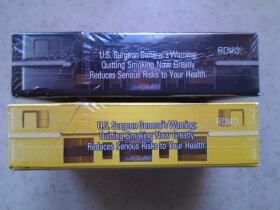 U.S. Surgeon General's Warning:
Quitting Smoking Now Greatly
Reduces Serious Risks to Your Health.
U.S. Surgeon General's Warning:
Quitting Smoking Now Greatly
Reduces Serious Risks to Your Health.